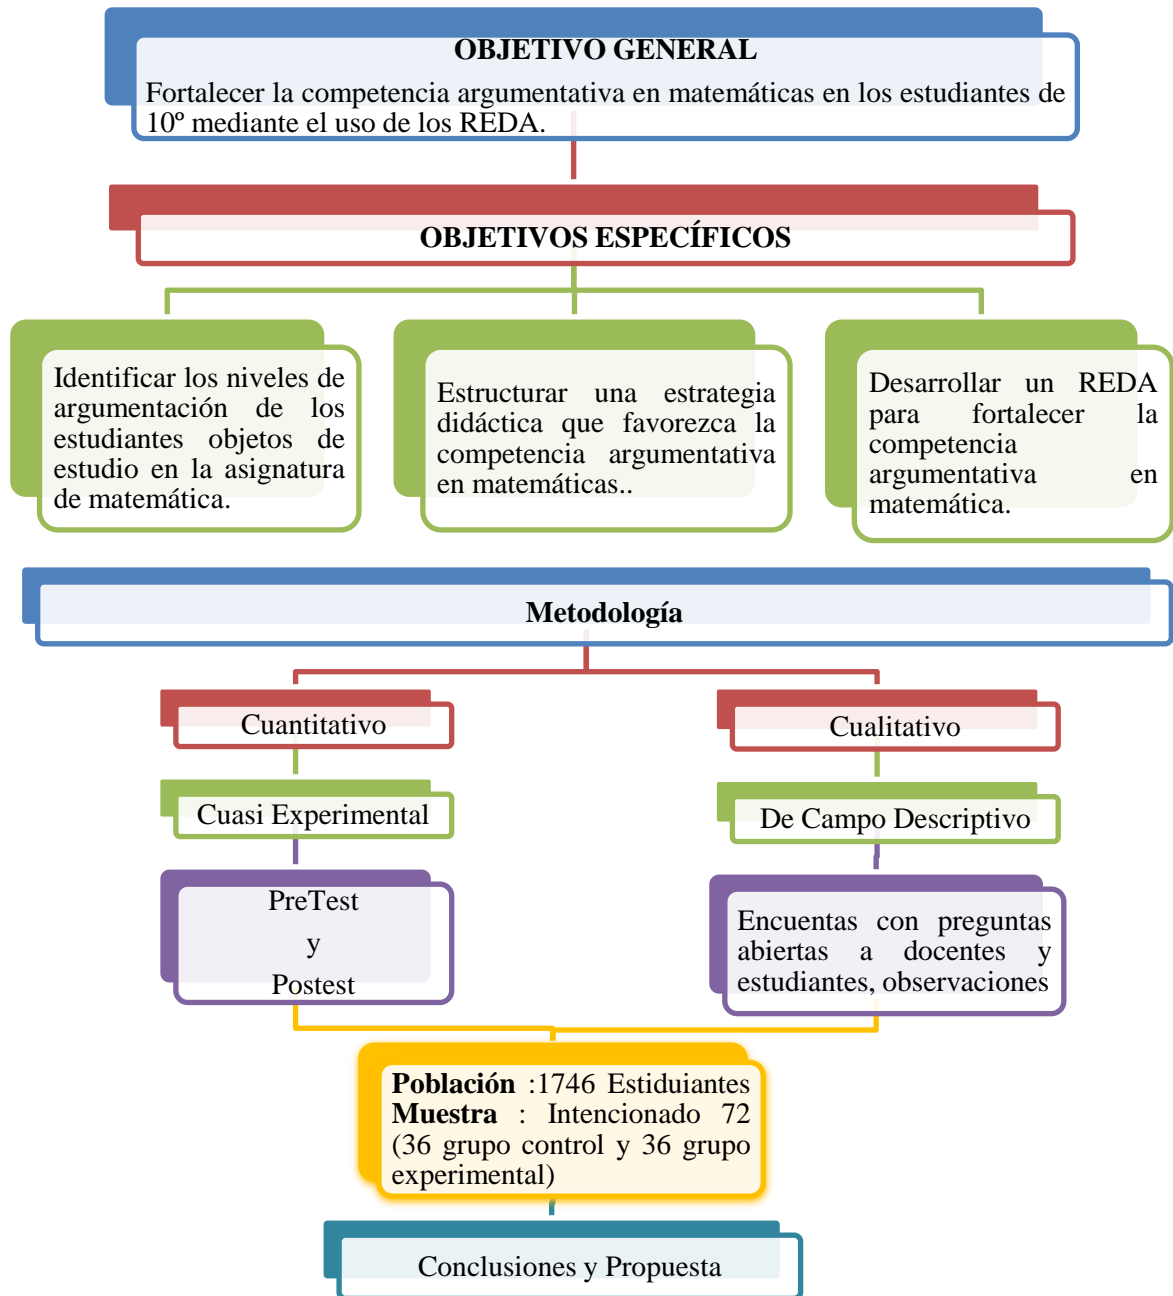 OBJETIVO GENERAL
Fortalecer la competencia argumentativa en matemáticas en los estudiantes de
10º mediante el uso de los REDA.
OBJETIVOS ESPECÍFICOS
Identificar los niveles de
argumentación de los
estudiantes objetos de
estudio en la asignatura
de matemática.
Estructurar una estrategia
didáctica que favorezca la
competencia argumentativa
en matemáticas..
Desarrollar un REDA
para fortalecer la
competencia
argumentativa en
matemática.
Metodología
Cuantitativo
Cualitativo
Cuasi Experimental
De Campo Descriptivo
PreTest
y
Postest
Encuentas con preguntas
abiertas a docentes y
estudiantes, observaciones
Población :1746 Estiduiantes
Muestra : Intencionado 72
(36 grupo control y 36 grupo
experimental)
Conclusiones y Propuesta